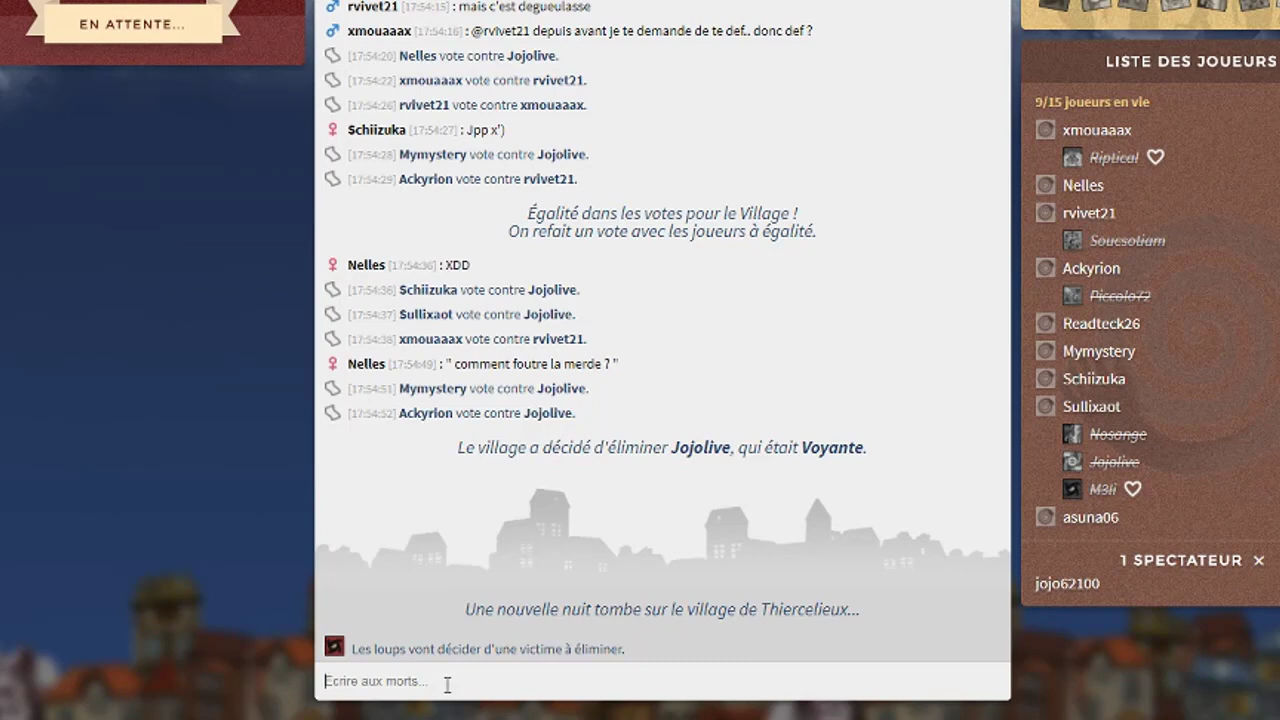 EN ATTENTE...
rvivet21 [17:54:15] : mais c'est degueulasse
xmouaaax [17:54:16] : @rvivet21 depuis avant je te demande de te def.. donc def ?
[17:54:20] Nelles vote contre Jojolive.
[17:54:22] xmouaaax vote contre rvivet21.
[17:54:26] rvivet21 vote contre xmouaaax.
Schiizuka [17:54:27] : Jpp x')
[17:54:28] Mymystery vote contre Jojolive.
[17:54:29] Ackyrion vote contre rvivet21.
Égalité dans les votes pour le Village !
On refait un vote avec les joueurs à égalité.
Nelles [17:54:36] : XDD
[17:54:36] Schiizuka vote contre Jojolive.
[17:54:37] Sullixaot vote contre Jojolive.
[17:54:38] xmouaaax vote contre rvivet21.
Nelles [17:54:49] : " comment foutre la merde ? "
[17:54:51] Mymystery vote contre Jojolive.
[17:54:52] Ackyrion vote contre Jojolive.
Le village a décidé d'éliminer Jojolive, qui était Voyante.
Une nouvelle nuit tombe sur le village de Thiercelieux...
Les loups vont décider d'une victime à éliminer.
Ecrire aux morts...
LISTE DES JOUEURS
9/15 joueurs en vie
xmouaaax
Riptical
Nelles
rvivet21
Soucsotiam
Ackyrion
Piccolo72
Readteck26
Mymystery
Schiizuka
Sullixaot
Nosange
Jojolive
M3li
asuna06
1 SPECTATEUR ×
jojo62100